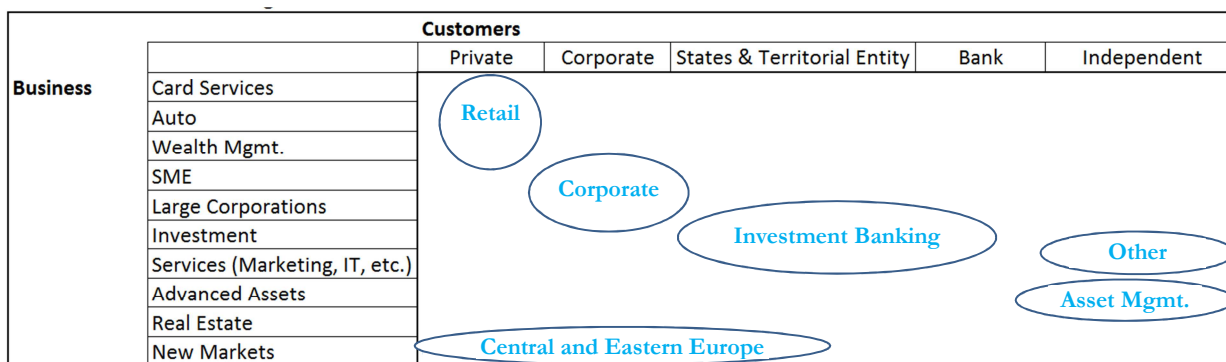 Customers
Private Corporate States & Territorial Entity Bank Independent
Business Card Services
Retail
Auto
Wealth Mgmt.
SME
Corporate
Large Corporations
Investment
Investment Banking
Other
Services (Marketing, IT, etc.)
Advanced Assets
Asset Mgmt.
Real Estate
New Markets
Central and Eastern Europe